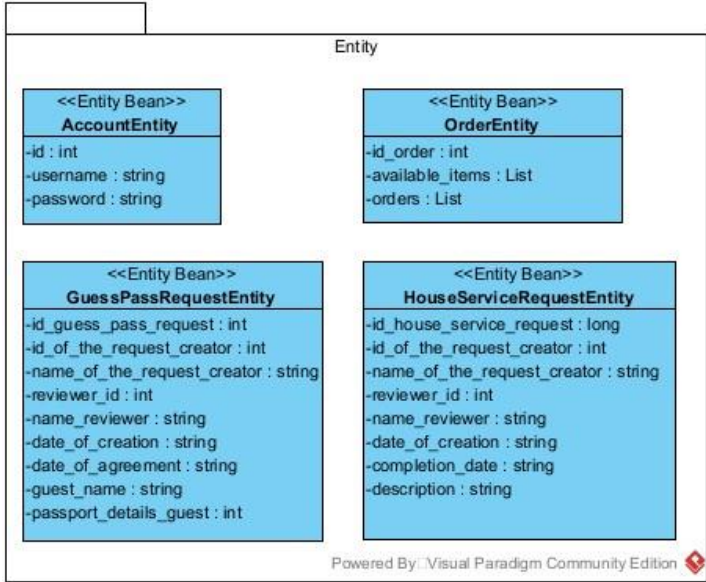 Entity
<<Entity Bean>>
AccountEntity
-id : int
-username : string
-password : string
<<Entity Bean>>
OrderEntity
-id_order : int
-available_items : List
-orders : List
<<Entity Bean>>
GuessPassRequestEntity
-id_guess_pass_request : int
-id_of_the_request_creator : int
-name_of_the_request_creator : string
-reviewer_id : int
-name_reviewer : string
-date_of_creation : string
-date_of_agreement : string
-guest_name : string
-passport_details_guest : int
<<Entity Bean>>
HouseServiceRequestEntity
-id_house_service_request : long
-id_of_the_request_creator : int
-name_of_the_request_creator : string
-reviewer_id : int
-name_reviewer : string
-date_of_creation : string
-completion_date : string
-description : string
Powered By Visual Paradigm Community Edition